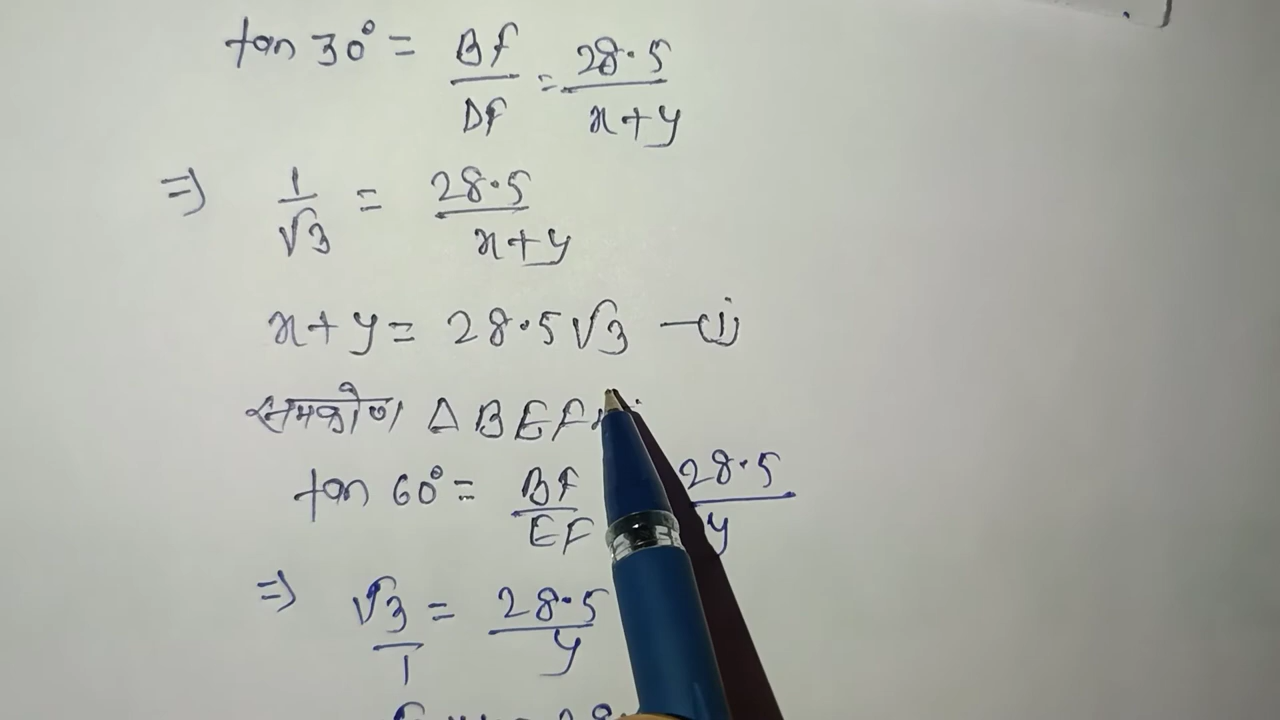 tan 30° = BF/DF = 28.5/x+y
⇒ 1/√3 = 28.5/x+y
x+y = 28.5√3 —(i)
समकोण Δ BEF
tan 60° = BF/EF 28.5/y
⇒ √3/1 = 28.5/y